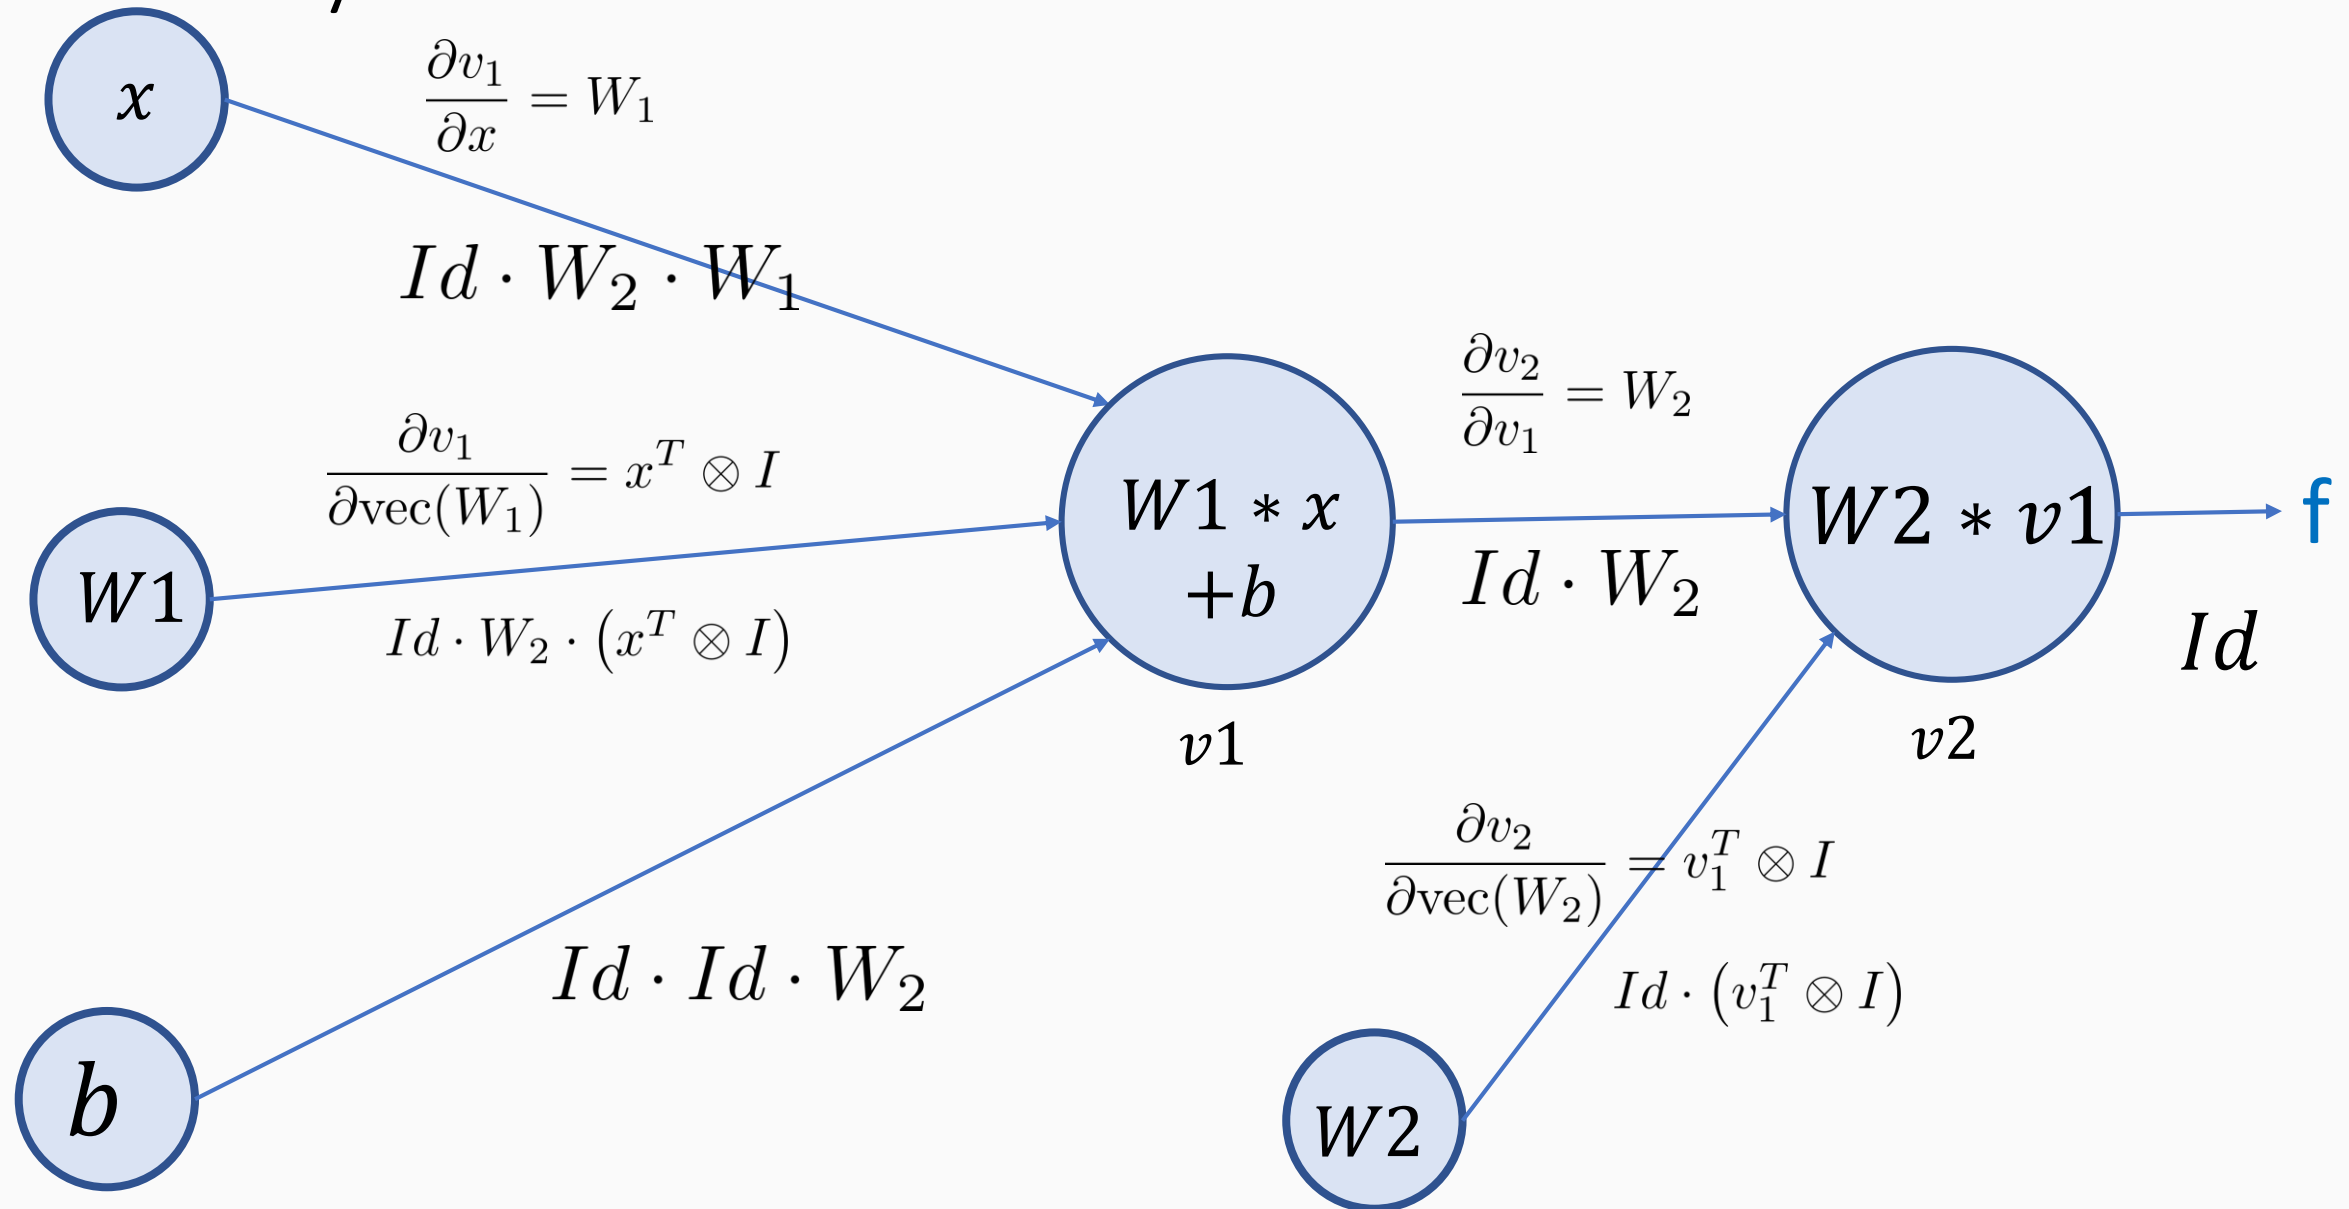 x
∂v₁/∂x = W₁
Id · W₂ · W₁
∂v₁/∂vec(W₁) = xᵀ ⊗ I
W1
Id · W₂ · (xᵀ ⊗ I)
W1 * x
+b
v1
∂v₂/∂v₁ = W₂
Id · W₂
W2 * v1
v2
f
Id
b
Id · Id · W₂
∂v₂/∂vec(W₂) = v₁ᵀ ⊗ I
Id · (v₁ᵀ ⊗ I)
W2